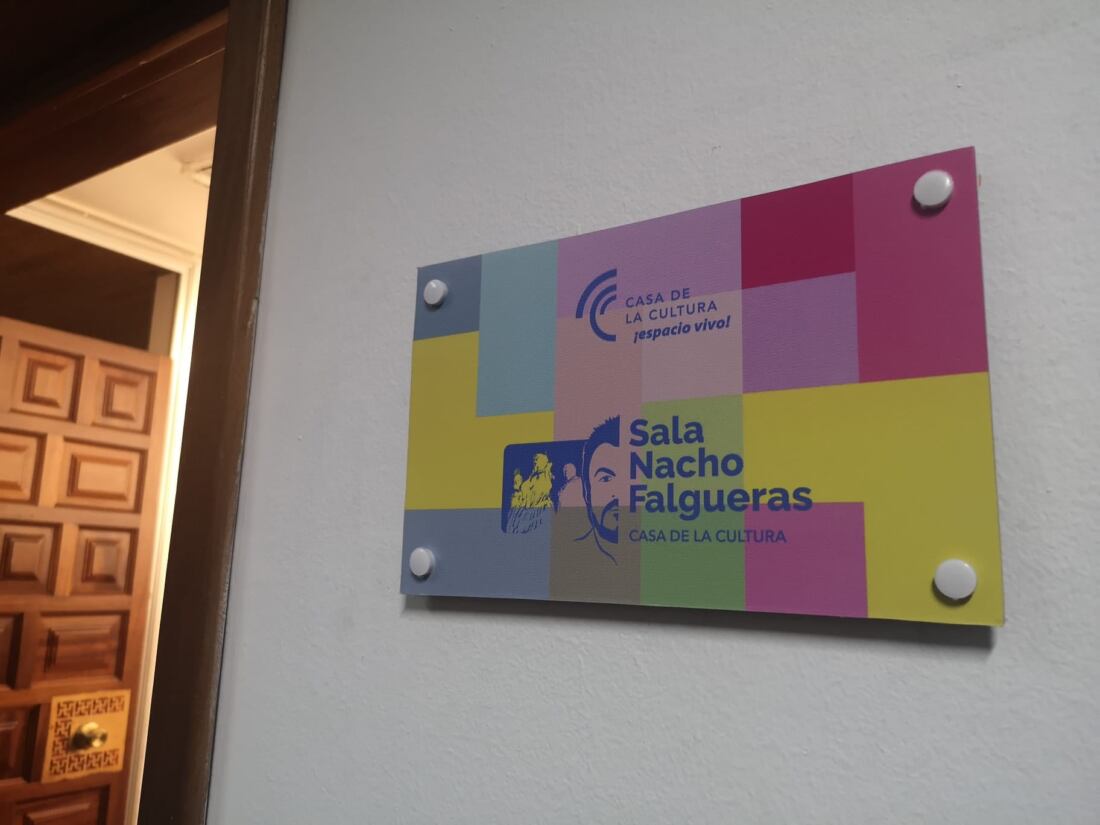 CASA DE
LA CULTURA
¡espacio vivo!
Sala
Nacho
Falgueras
CASA DE LA CULTURA